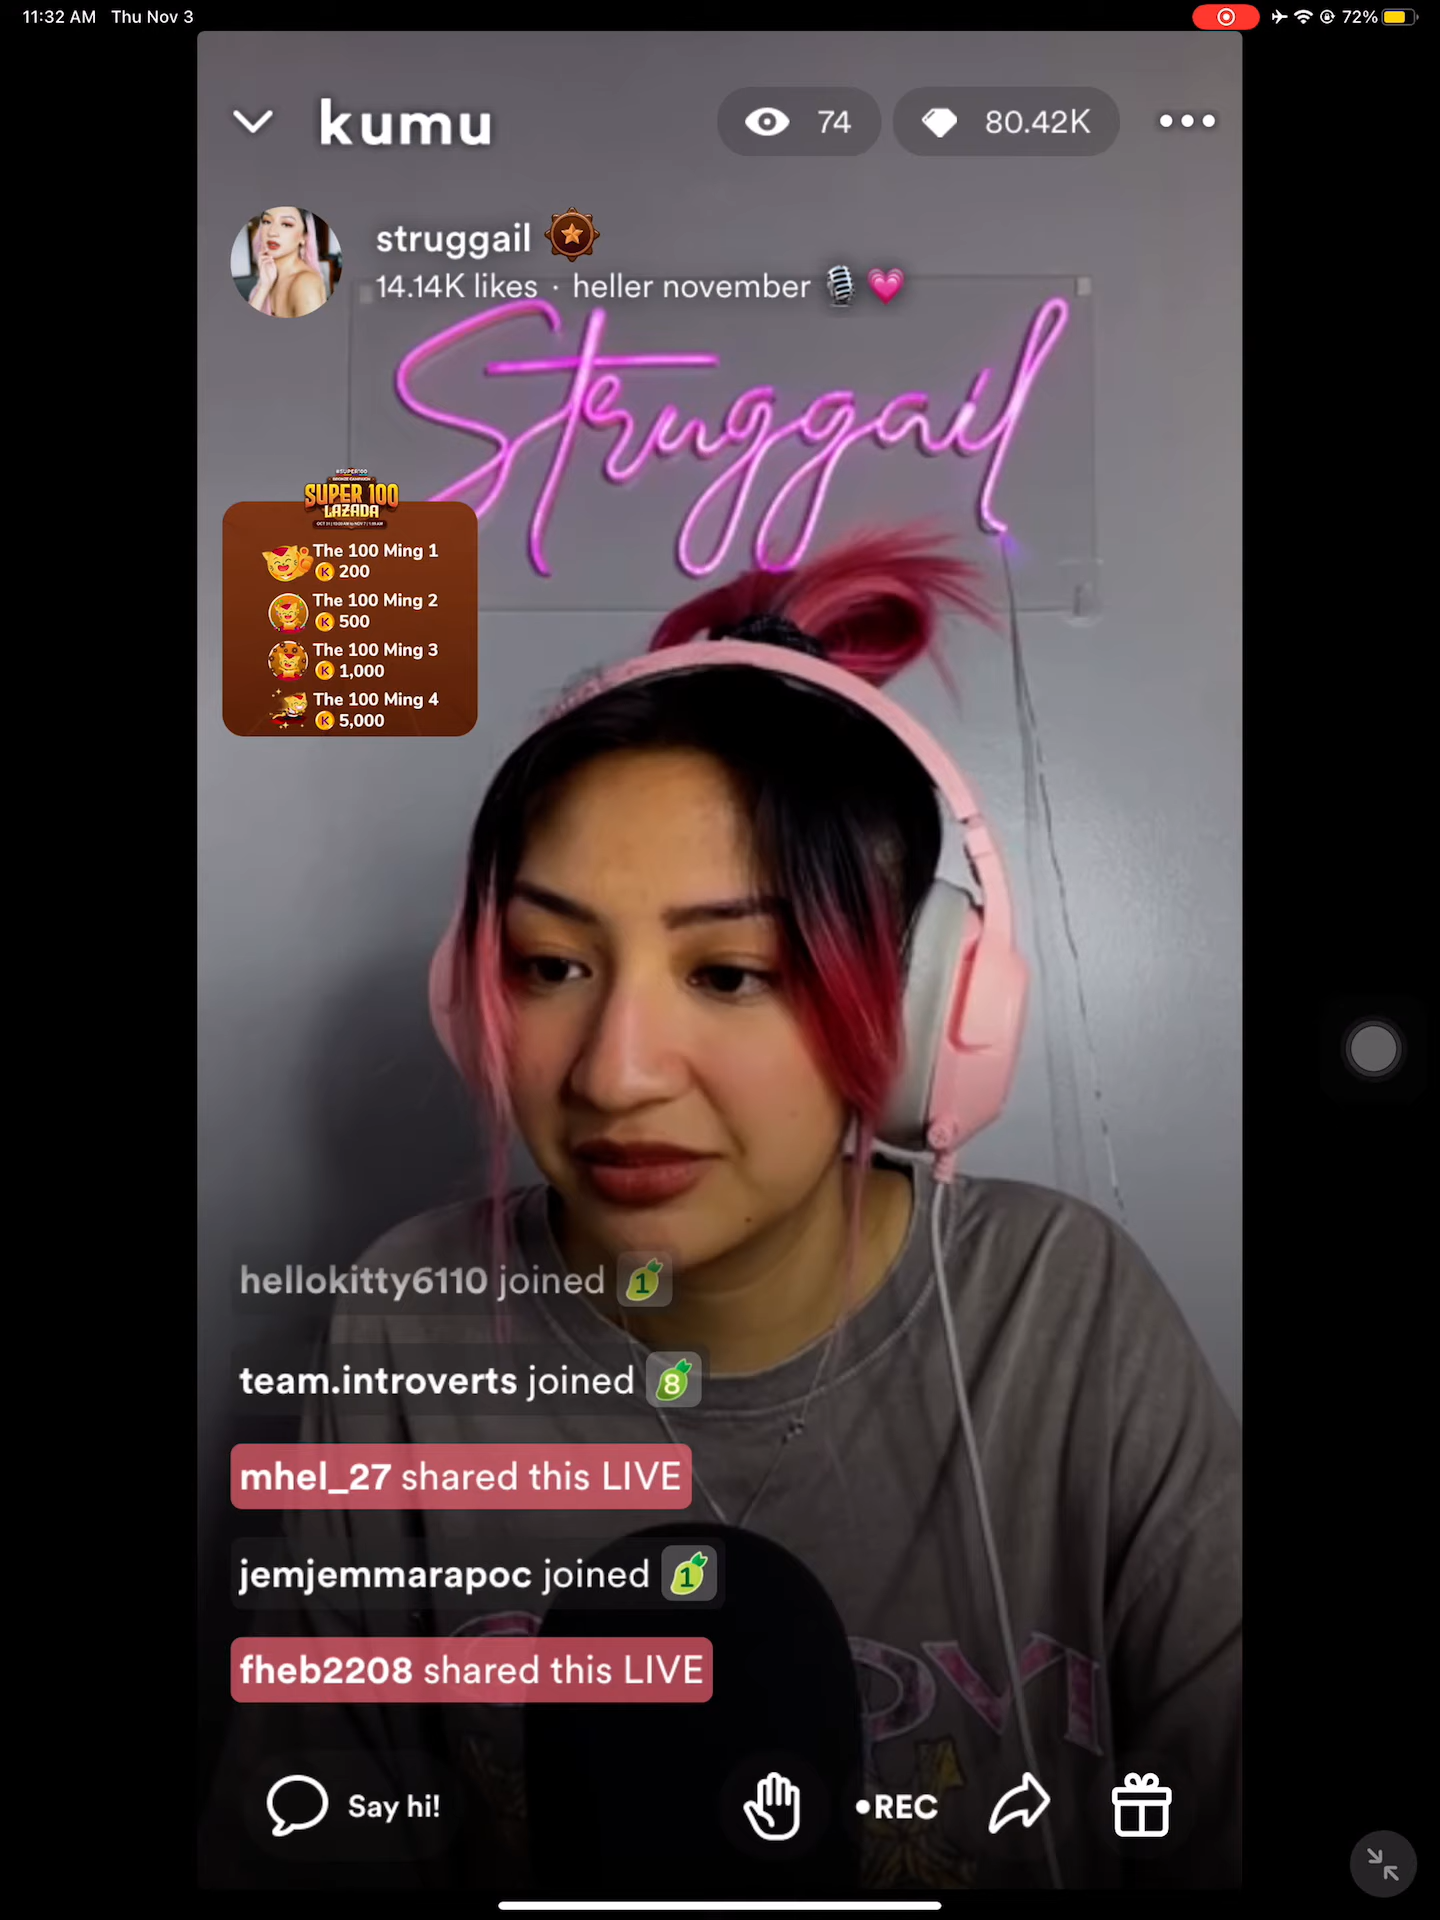 11:32 AM Thu Nov 3
72%
kumu
74
80.42K
struggail
14.14K likes · heller november 🎙️ 💗
Struggail
#SUPER100
BRONZE CAMPAIGN
SUPER 100
LAZADA
The 100 Ming 1
K 200
The 100 Ming 2
K 500
The 100 Ming 3
K 1,000
The 100 Ming 4
K 5,000
hellokitty6110 joined 1
team.introverts joined 8
mhel_27 shared this LIVE
jemjemmarapoc joined 1
fheb2208 shared this LIVE
Say hi!
•REC